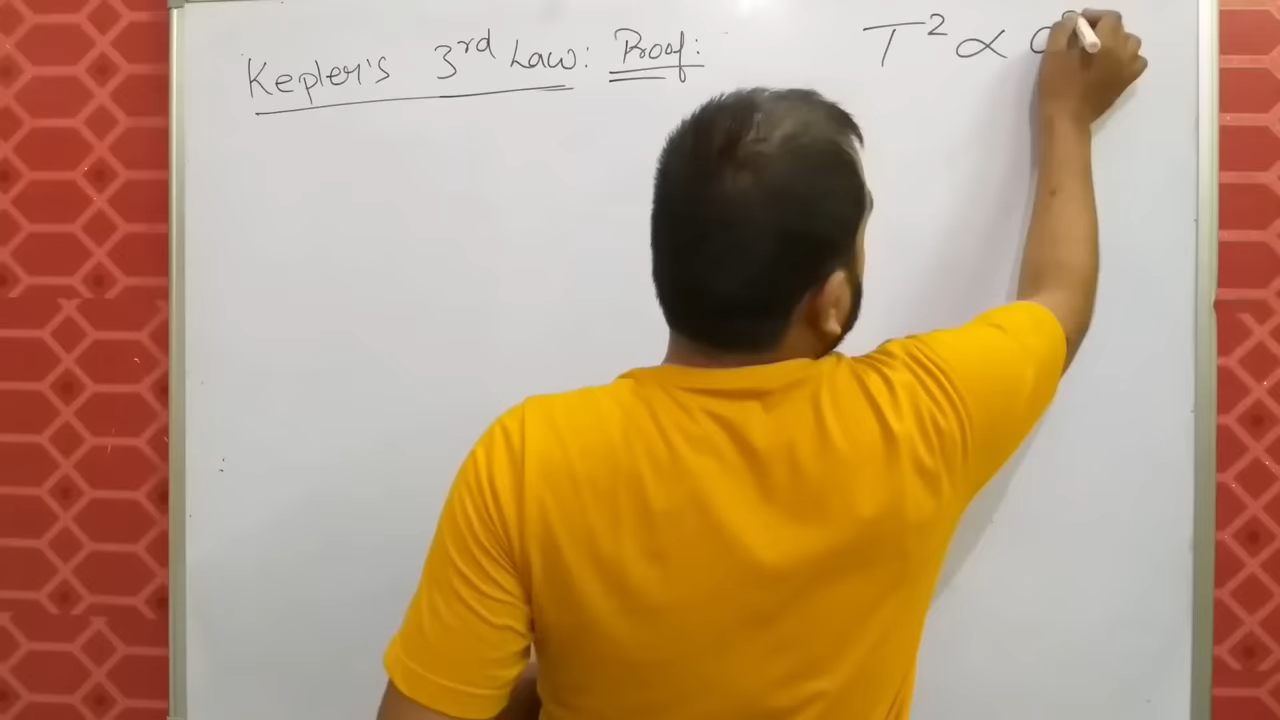 Kepler's 3rd Law: Proof:
T² ∝ a